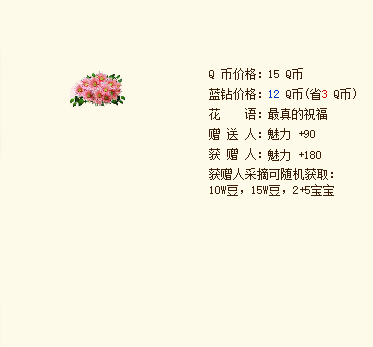 Q 币价格：15 Q币
蓝钻价格：12 Q币(省3 Q币)
花 语：最真的祝福
赠 送 人：魅力 +90
获 赠 人：魅力 +180
获赠人采摘可随机获取：
10W豆，15W豆，2+5宝宝